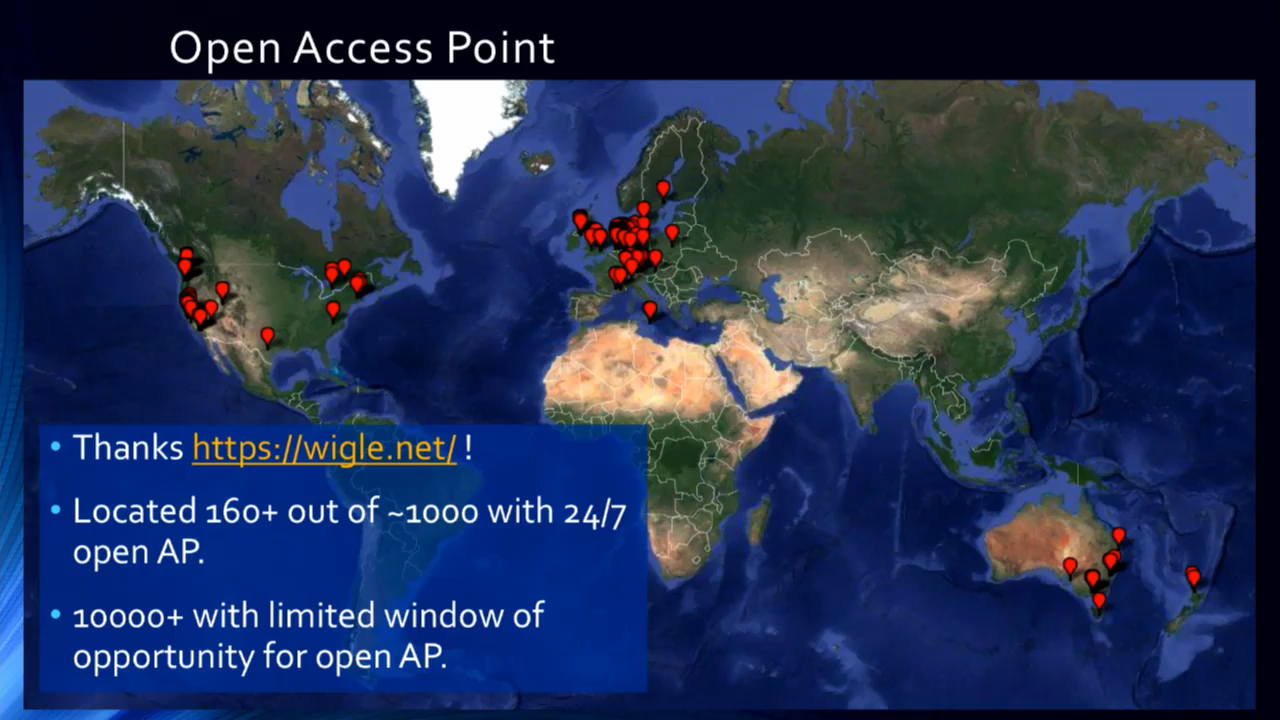 Open Access Point
• Thanks https://wigle.net/ !
• Located 160+ out of ~1000 with 24/7
open AP.
• 10000+ with limited window of
opportunity for open AP.